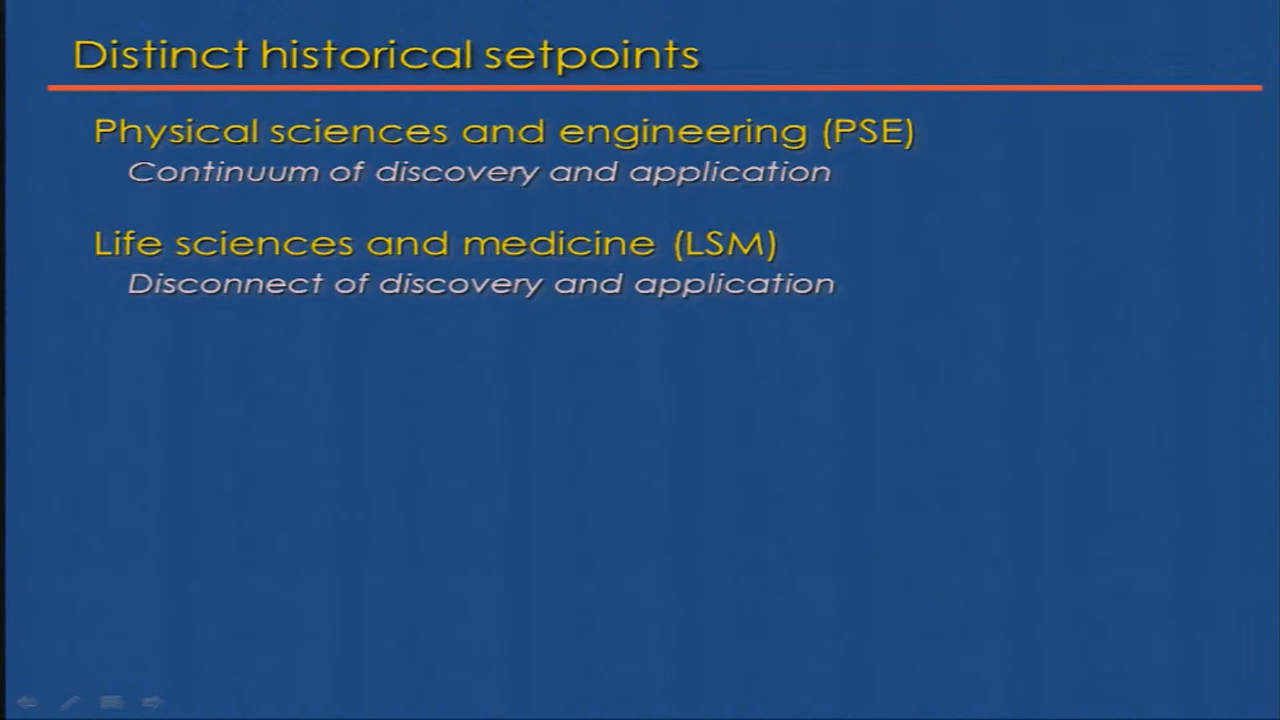 Distinct historical setpoints
Physical sciences and engineering (PSE)
Continuum of discovery and application
Life sciences and medicine (LSM)
Disconnect of discovery and application